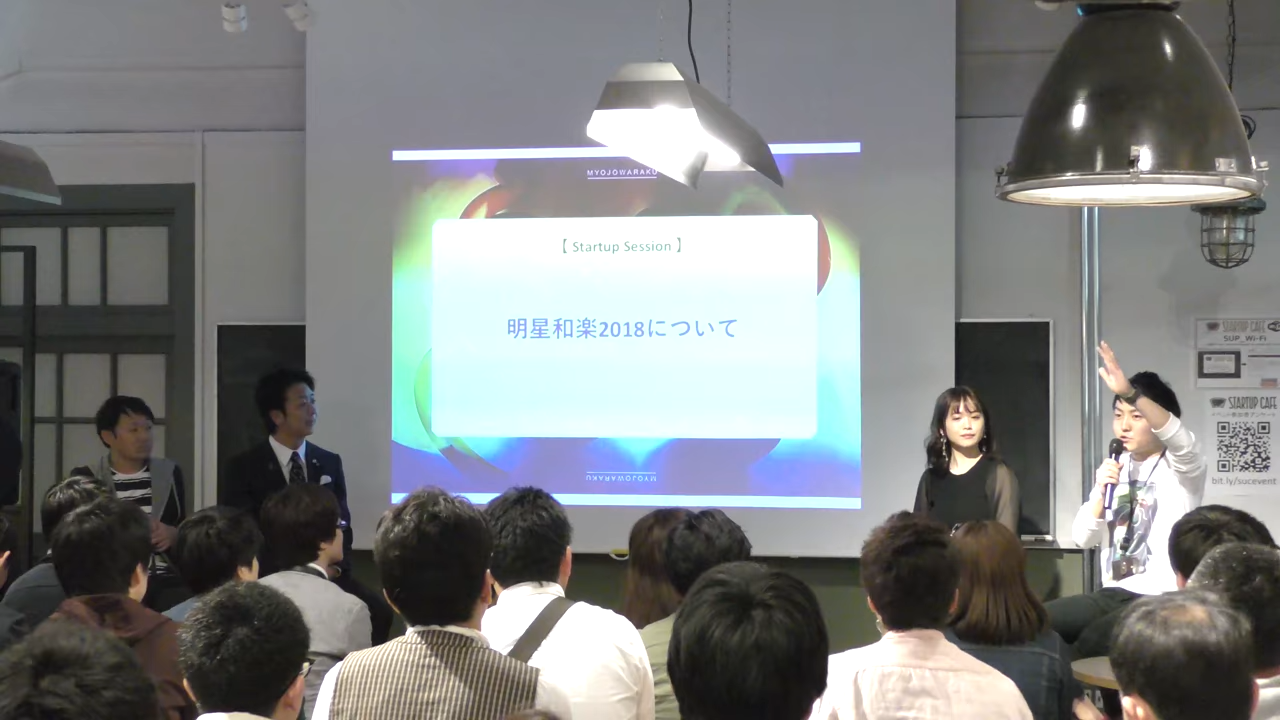 MYOJOWARAKU
【 Startup Session 】
明星和楽2018について
MYOJOWARAKU
STARTUP CAFE
SUP_Wi-Fi
STARTUP CAFE
bit.ly/sucevent